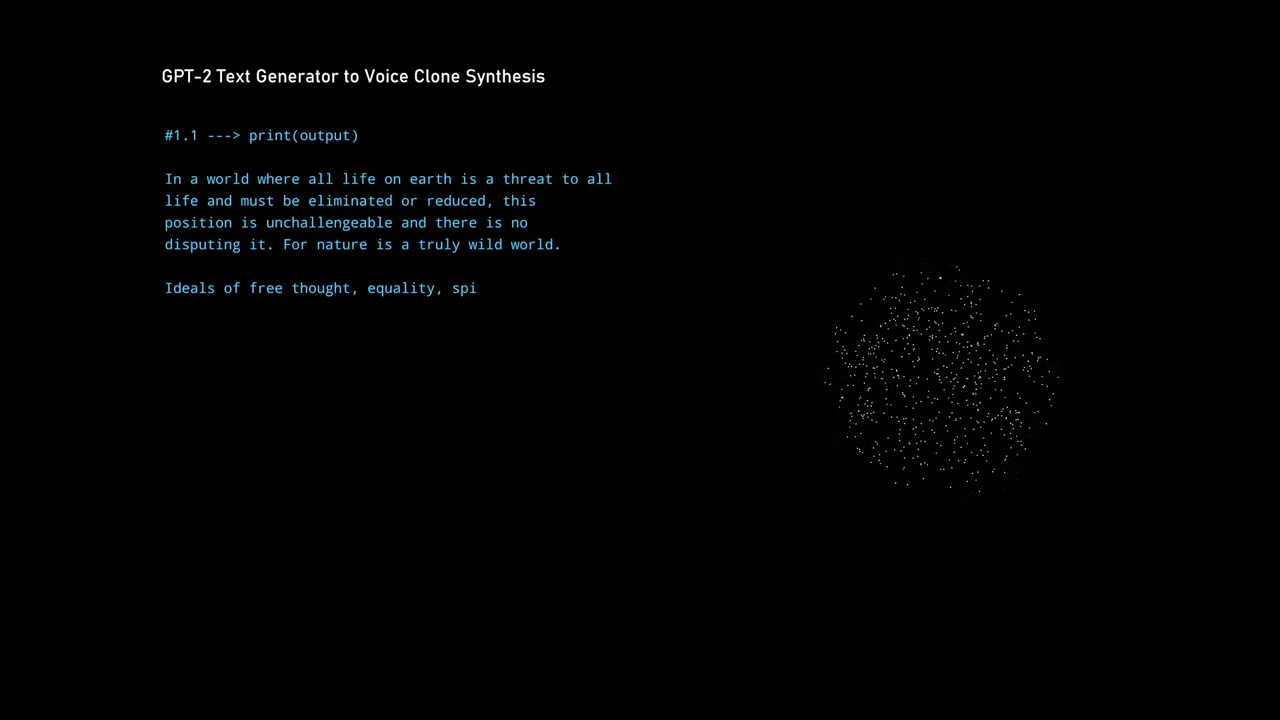 GPT-2 Text Generator to Voice Clone Synthesis
#1.1 ---> print(output)
In a world where all life on earth is a threat to all
life and must be eliminated or reduced, this
position is unchallengeable and there is no
disputing it. For nature is a truly wild world.
Ideals of free thought, equality, spi